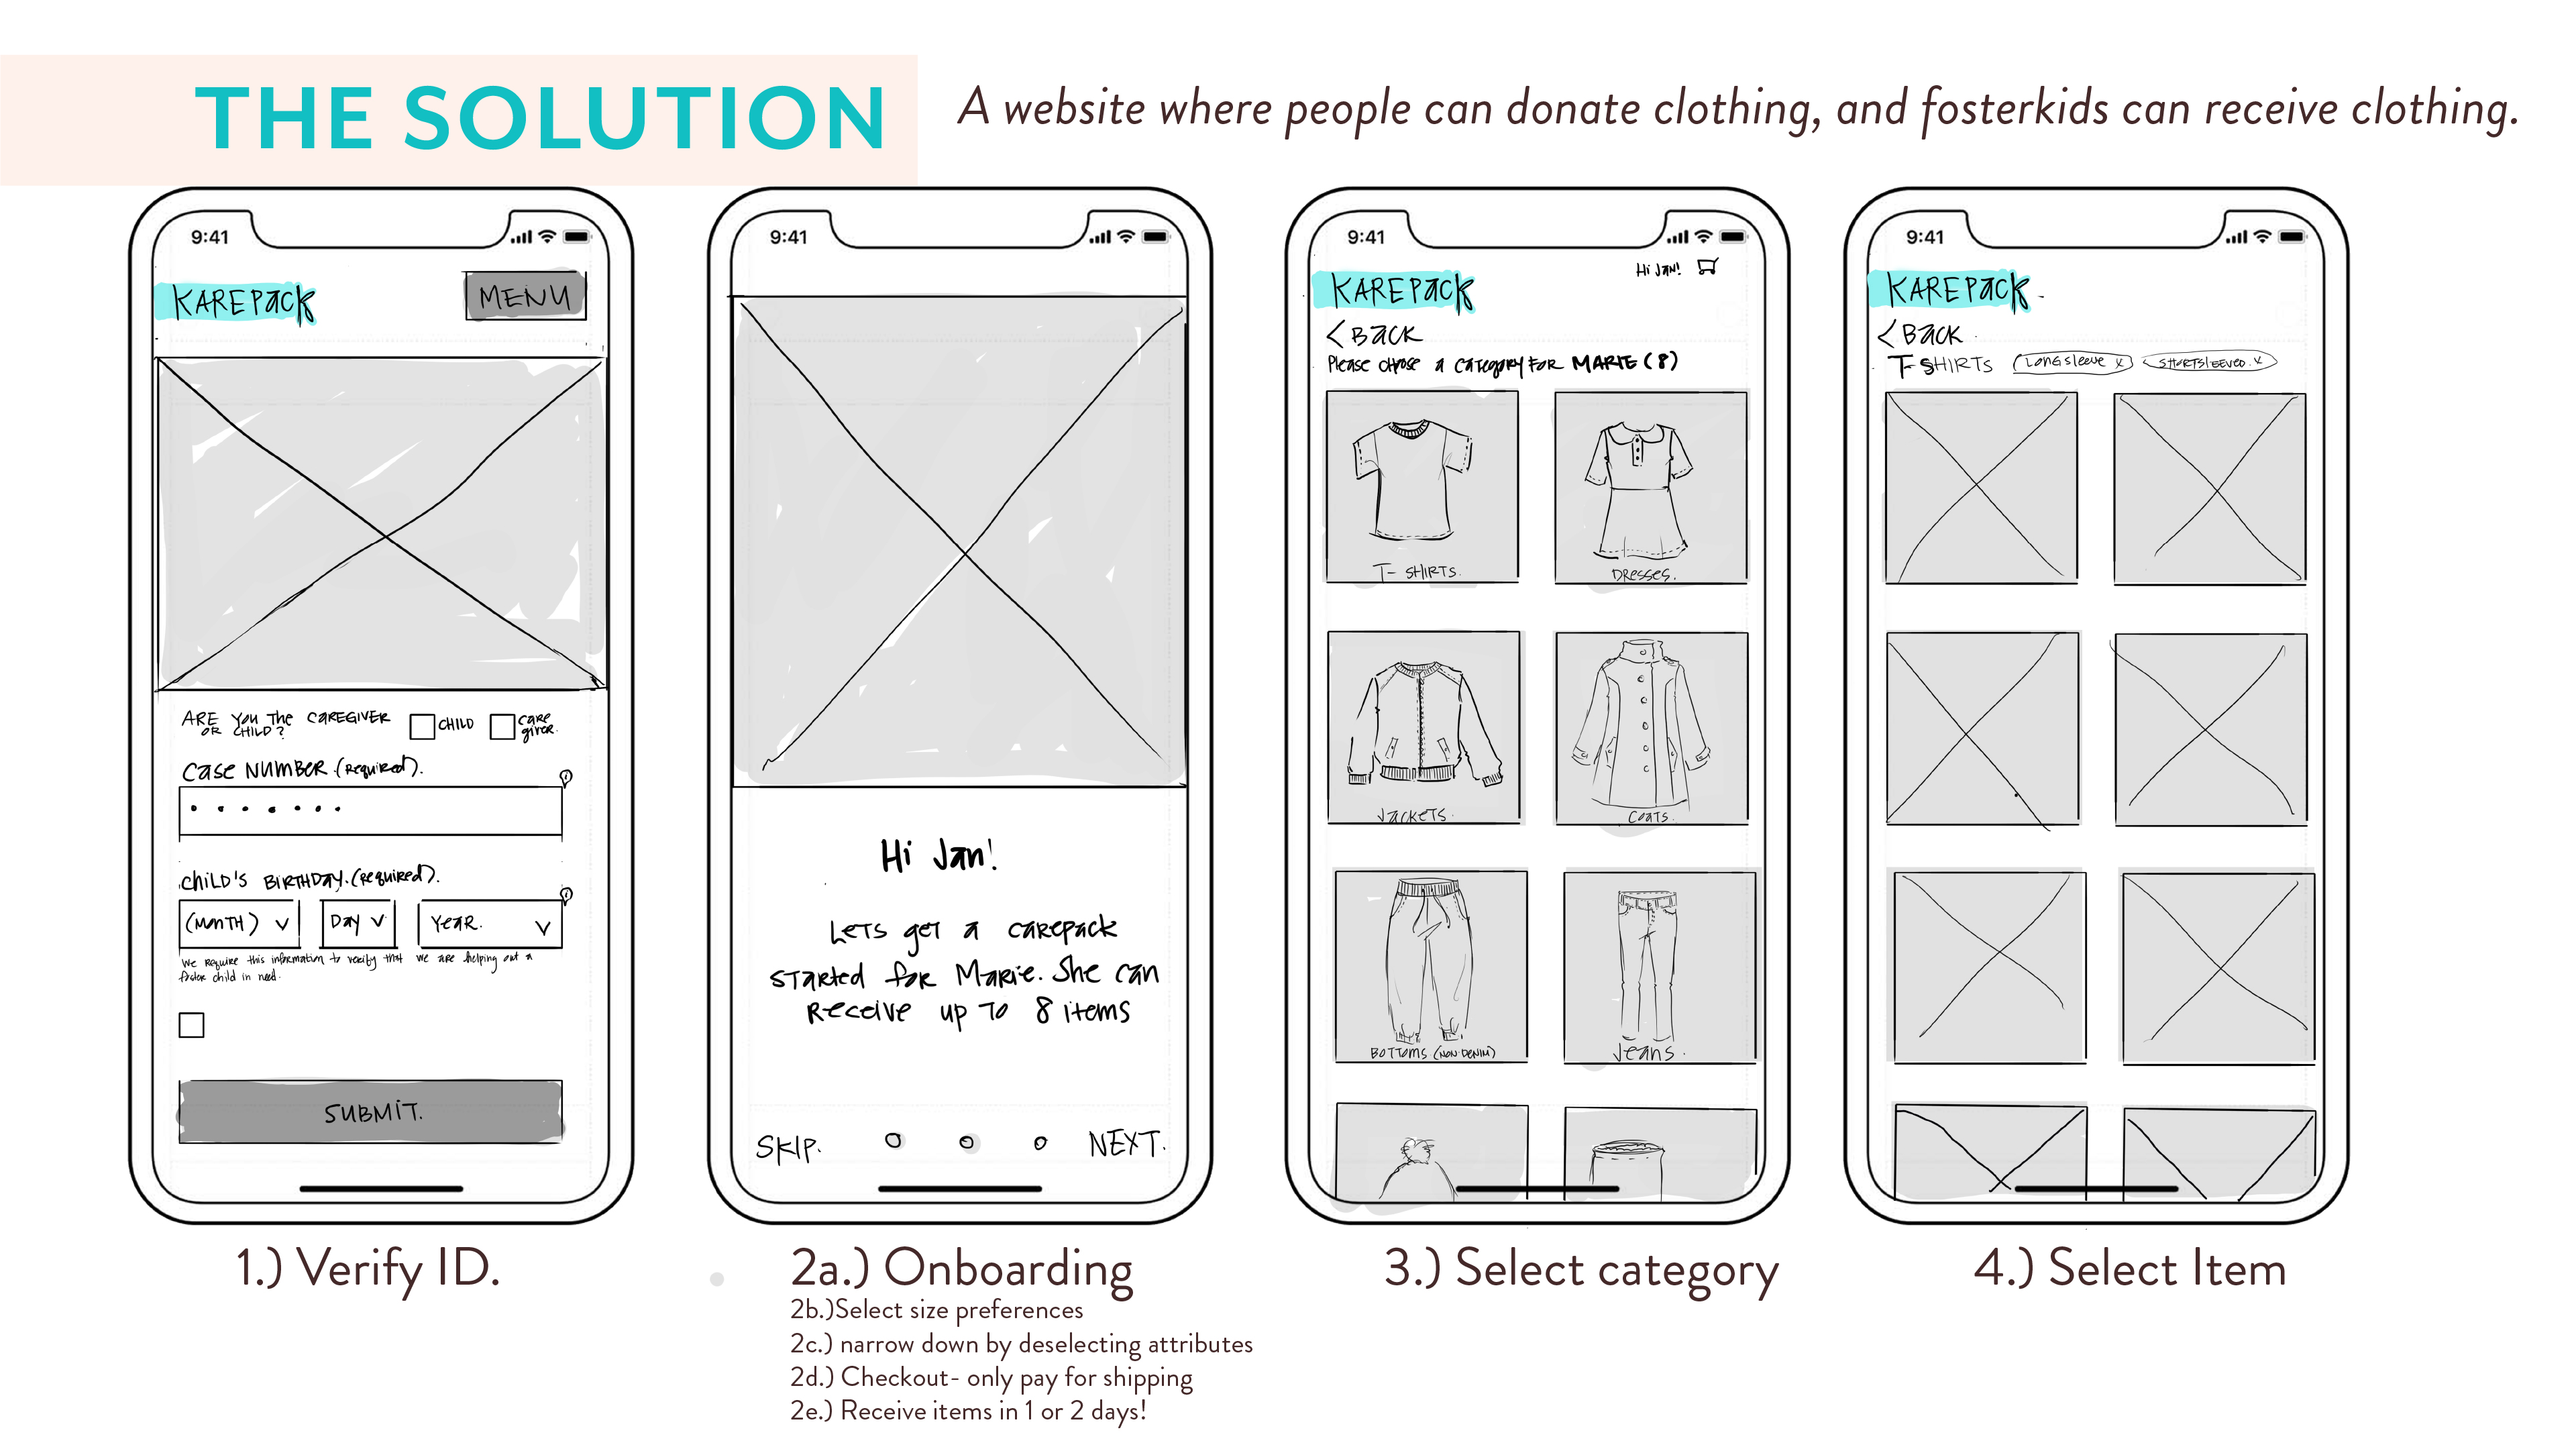 THE SOLUTION
A website where people can donate clothing, and fosterkids can receive clothing.
9:41
KAREPACK
MENU
ARE YOU THE CAREGIVER
OR CHILD?
CHILD
CARE
giver.
CASE NUMBER.(REQUIRED).
CHILD'S BIRTHDAY.(REQUIRED).
(MONTH)
DAY
YEAR.
We require this information to verify that we are helping out a
foster child in need.
SUBMIT.
1.) Verify ID.
9:41
Hi Jan!
Lets get a carepack
started for Marie. She can
Receive up to 8 items
SKIP.
NEXT.
2a.) Onboarding
2b.)Select size preferences
2c.) narrow down by deselecting attributes
2d.) Checkout- only pay for shipping
2e.) Receive items in 1 or 2 days!
9:41
Hi Jan!
KAREPACK
<BACK
Please choose a category for MARIE (8)
T-SHIRTS.
DRESSES.
JACKETS.
COATS.
BOTTOMS (NON-DENIM)
Jeans.
3.) Select category
9:41
KAREPACK
<BACK
T-SHIRTS
LONGSLEEVE x
SHORTSLEEVED x
4.) Select Item